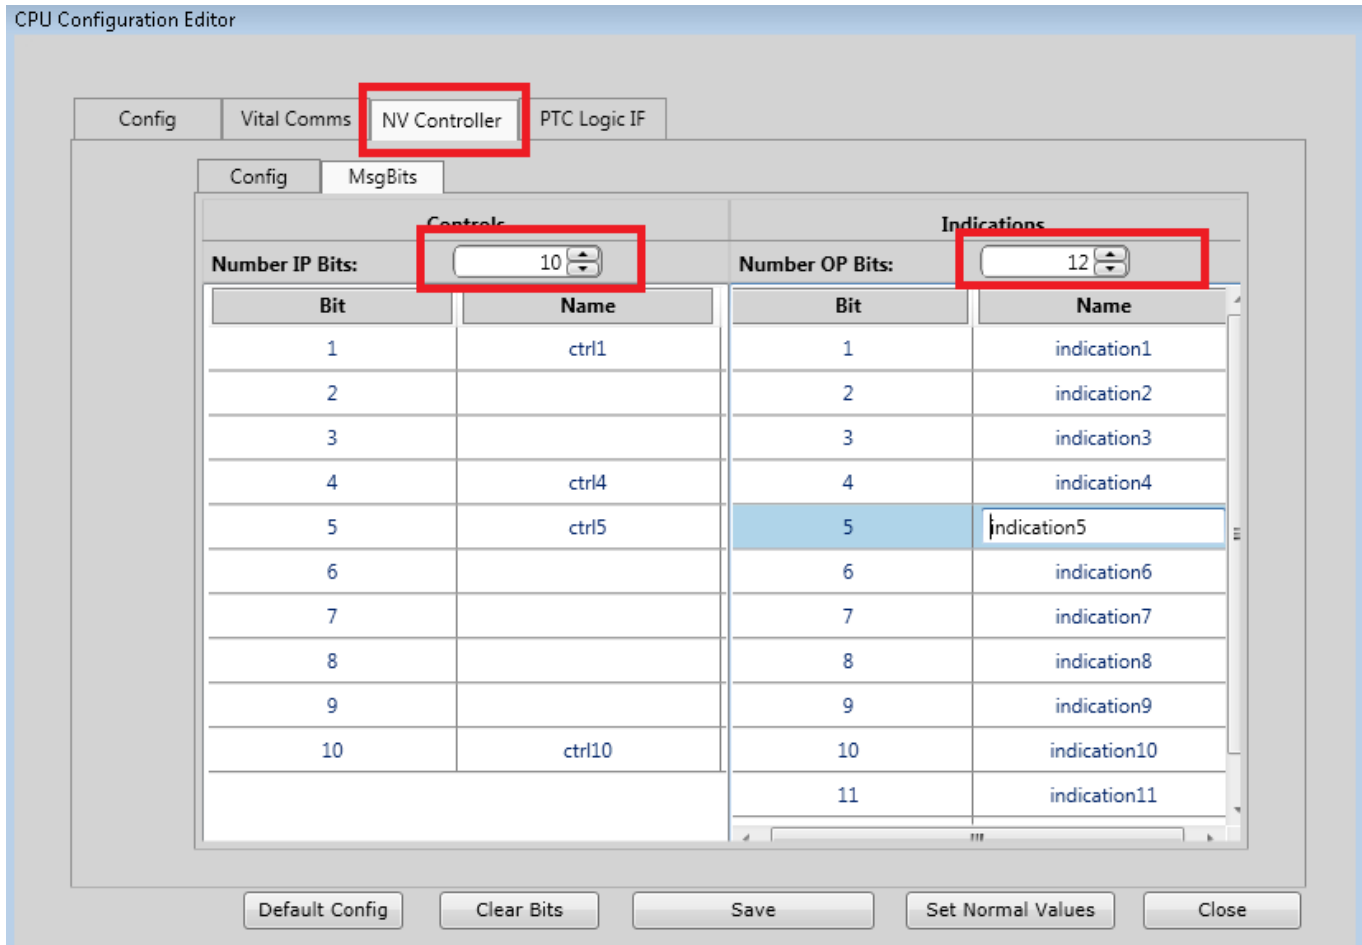 CPU Configuration Editor
Config Vital Comms NV Controller PTC Logic IF
Config MsgBits
Controls Indications
Number IP Bits: 10 Number OP Bits: 12
Bit Name Bit Name
1 ctrl1 1 indication1
2 2 indication2
3 3 indication3
4 ctrl4 4 indication4
5 ctrl5 5 indication5
6 6 indication6
7 7 indication7
8 8 indication8
9 9 indication9
10 ctrl10 10 indication10
11 indication11
Default Config Clear Bits Save Set Normal Values Close